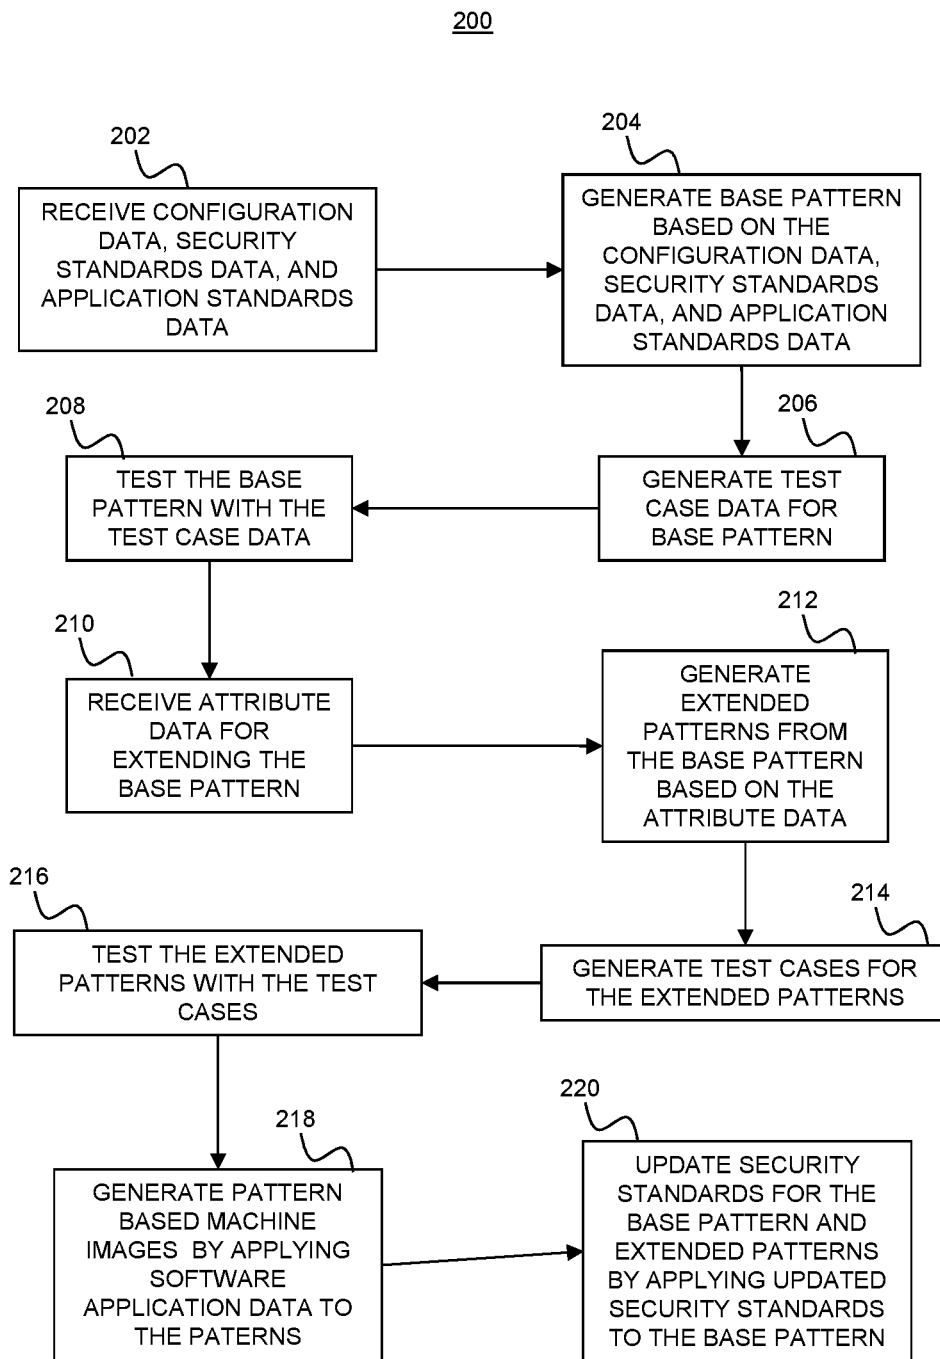 200
202
RECEIVE CONFIGURATION
DATA, SECURITY
STANDARDS DATA, AND
APPLICATION STANDARDS
DATA
204
GENERATE BASE PATTERN
BASED ON THE
CONFIGURATION DATA,
SECURITY STANDARDS
DATA, AND APPLICATION
STANDARDS DATA
206
GENERATE TEST
CASE DATA FOR
BASE PATTERN
208
TEST THE BASE
PATTERN WITH THE
TEST CASE DATA
210
RECEIVE ATTRIBUTE
DATA FOR
EXTENDING THE
BASE PATTERN
212
GENERATE
EXTENDED
PATTERNS FROM
THE BASE PATTERN
BASED ON THE
ATTRIBUTE DATA
214
GENERATE TEST CASES FOR
THE EXTENDED PATTERNS
216
TEST THE EXTENDED
PATTERNS WITH THE TEST
CASES
218
GENERATE PATTERN
BASED MACHINE
IMAGES BY APPLYING
SOFTWARE
APPLICATION DATA TO
THE PATERNS
220
UPDATE SECURITY
STANDARDS FOR THE
BASE PATTERN AND
EXTENDED PATTERNS
BY APPLYING UPDATED
SECURITY STANDARDS
TO THE BASE PATTERN